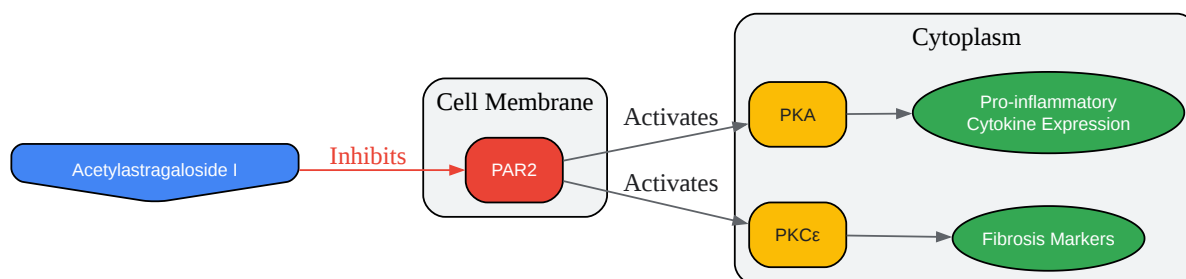 Cytoplasm
Cell Membrane
Acetylastragaloside I
Inhibits
PAR2
Activates
Activates
PKA
PKCε
Pro-inflammatory
Cytokine Expression
Fibrosis Markers